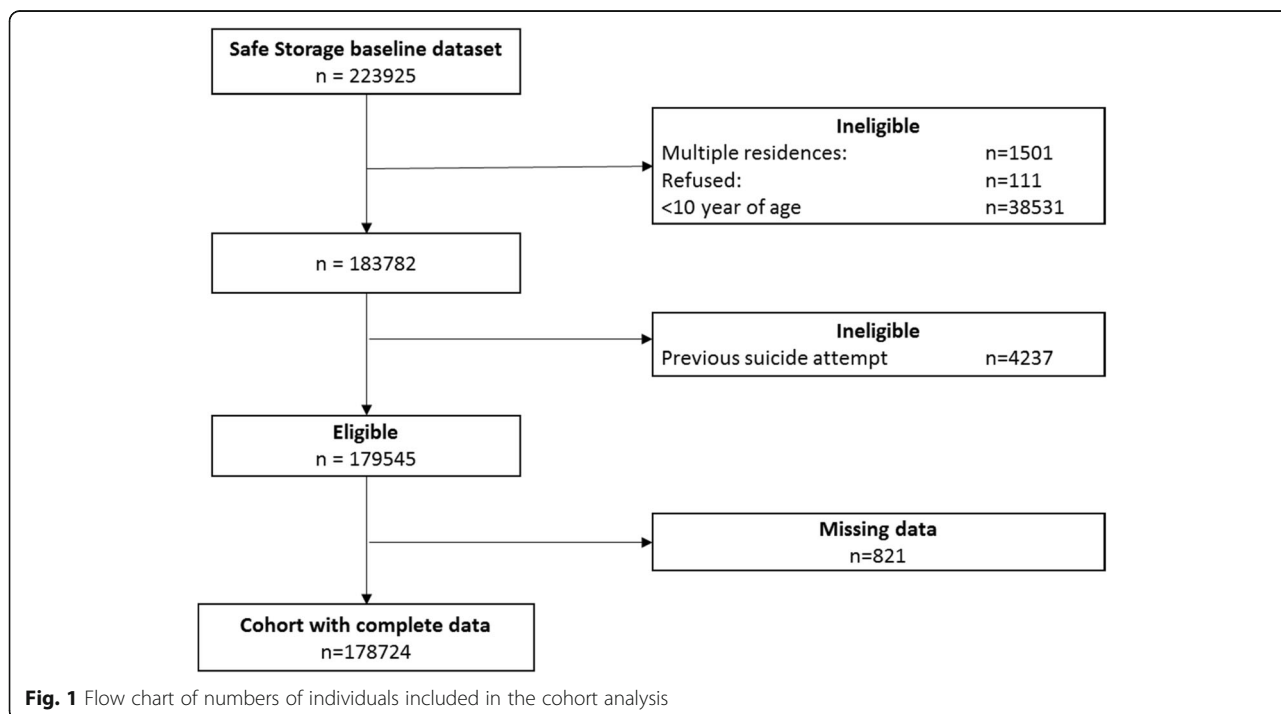 Safe Storage baseline dataset
n = 223925
Ineligible
Multiple residences: n=1501
Refused: n=111
<10 year of age n=38531
n = 183782
Ineligible
Previous suicide attempt n=4237
Eligible
n = 179545
Missing data
n=821
Cohort with complete data
n=178724
Fig. 1 Flow chart of numbers of individuals included in the cohort analysis